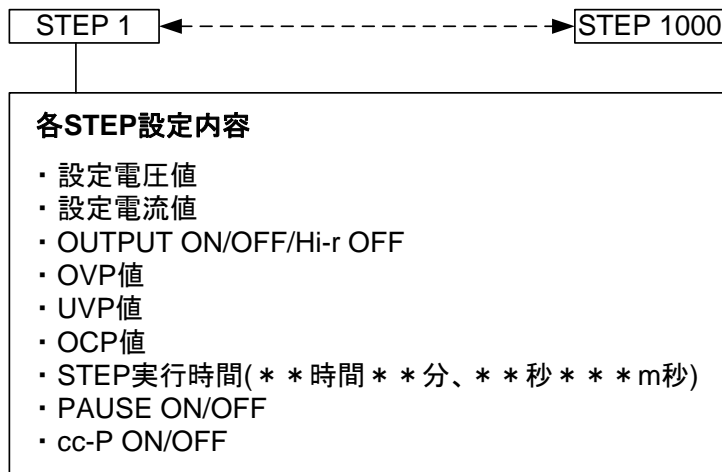 STEP 1
STEP 1000
各STEP設定内容
・設定電圧値
・設定電流値
・OUTPUT ON/OFF/Hi-r OFF
・OVP値
・UVP値
・OCP値
・STEP実行時間(＊＊時間＊＊分、＊＊秒＊＊＊m秒)
・PAUSE ON/OFF
・cc-P ON/OFF